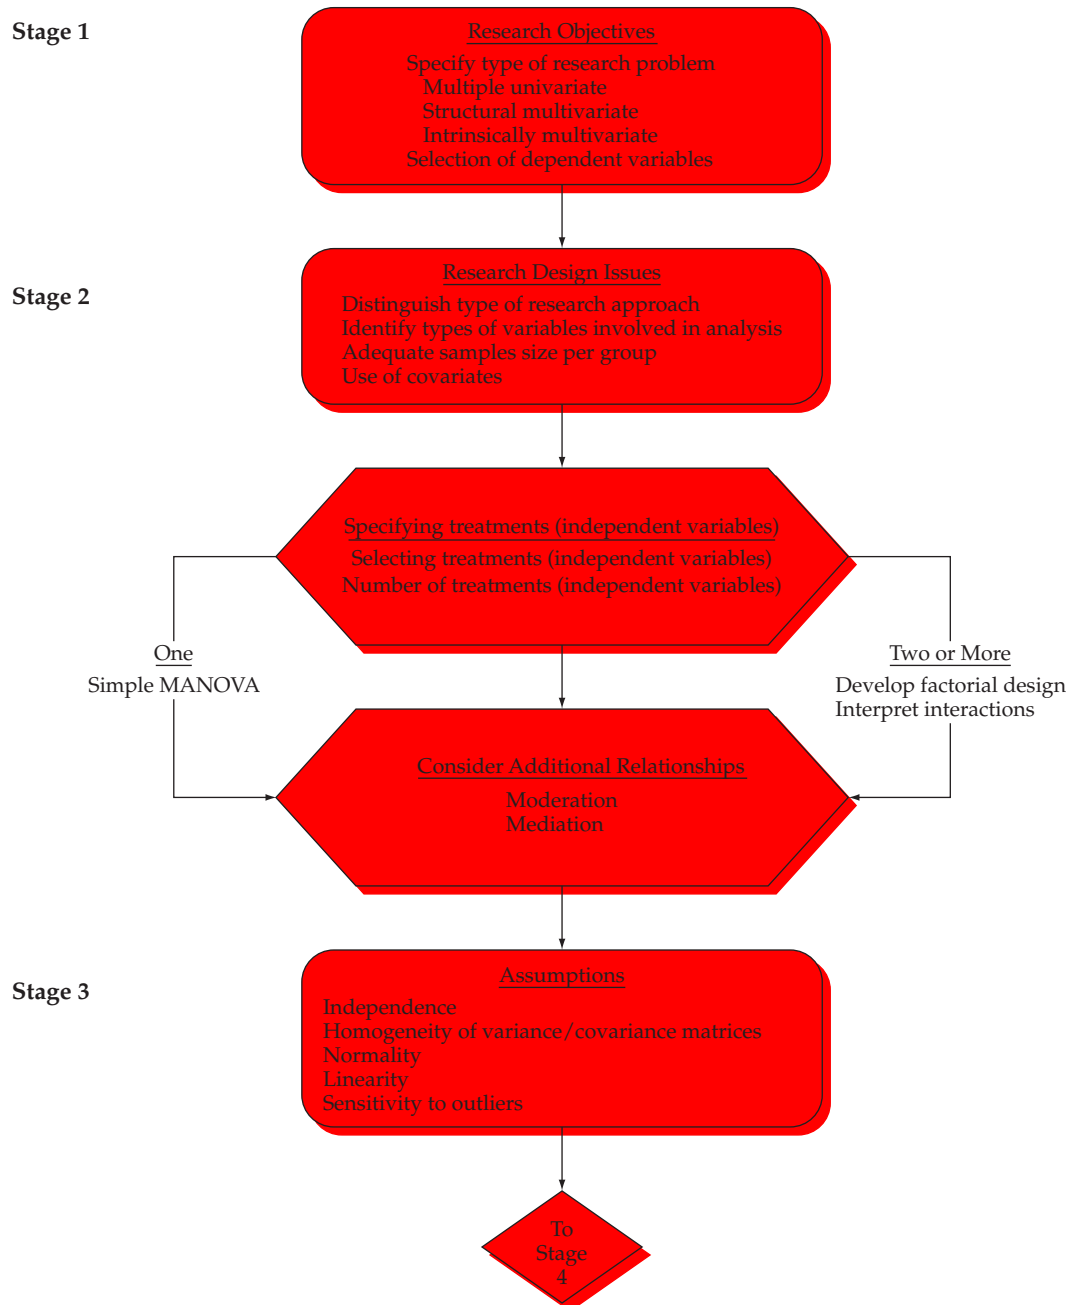 Stage 1
Research Objectives
Specify type of research problem
Multiple univariate
Structural multivariate
Intrinsically multivariate
Selection of dependent variables
Stage 2
Research Design Issues
Distinguish type of research approach
Identify types of variables involved in analysis
Adequate samples size per group
Use of covariates
Specifying treatments (independent variables)
Selecting treatments (independent variables)
Number of treatments (independent variables)
One
Simple MANOVA
Two or More
Develop factorial design
Interpret interactions
Consider Additional Relationships
Moderation
Mediation
Stage 3
Assumptions
Independence
Homogeneity of variance/covariance matrices
Normality
Linearity
Sensitivity to outliers
To
Stage
4